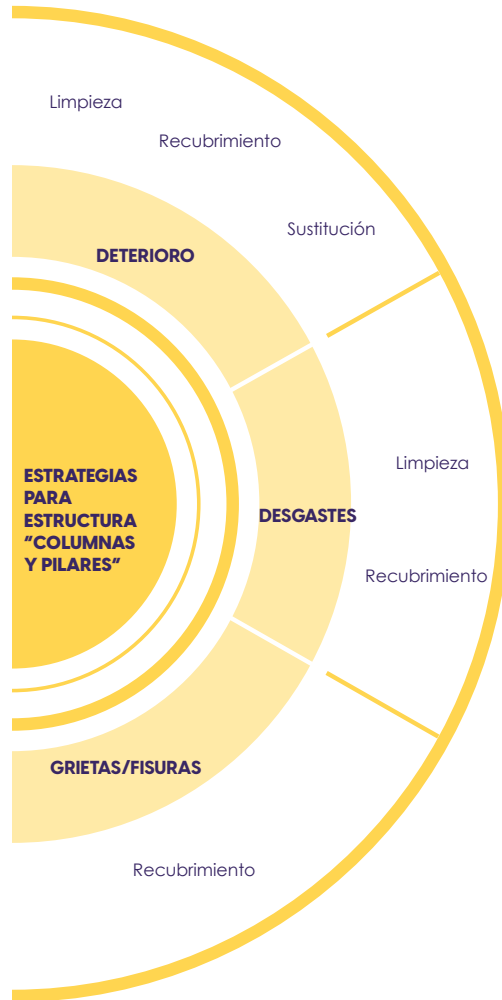 Limpieza
Recubrimiento
Sustitución
DETERIORO
ESTRATEGIAS
PARA
ESTRUCTURA
"COLUMNAS
Y PILARES"
DESGASTES
Limpieza
Recubrimiento
GRIETAS/FISURAS
Recubrimiento